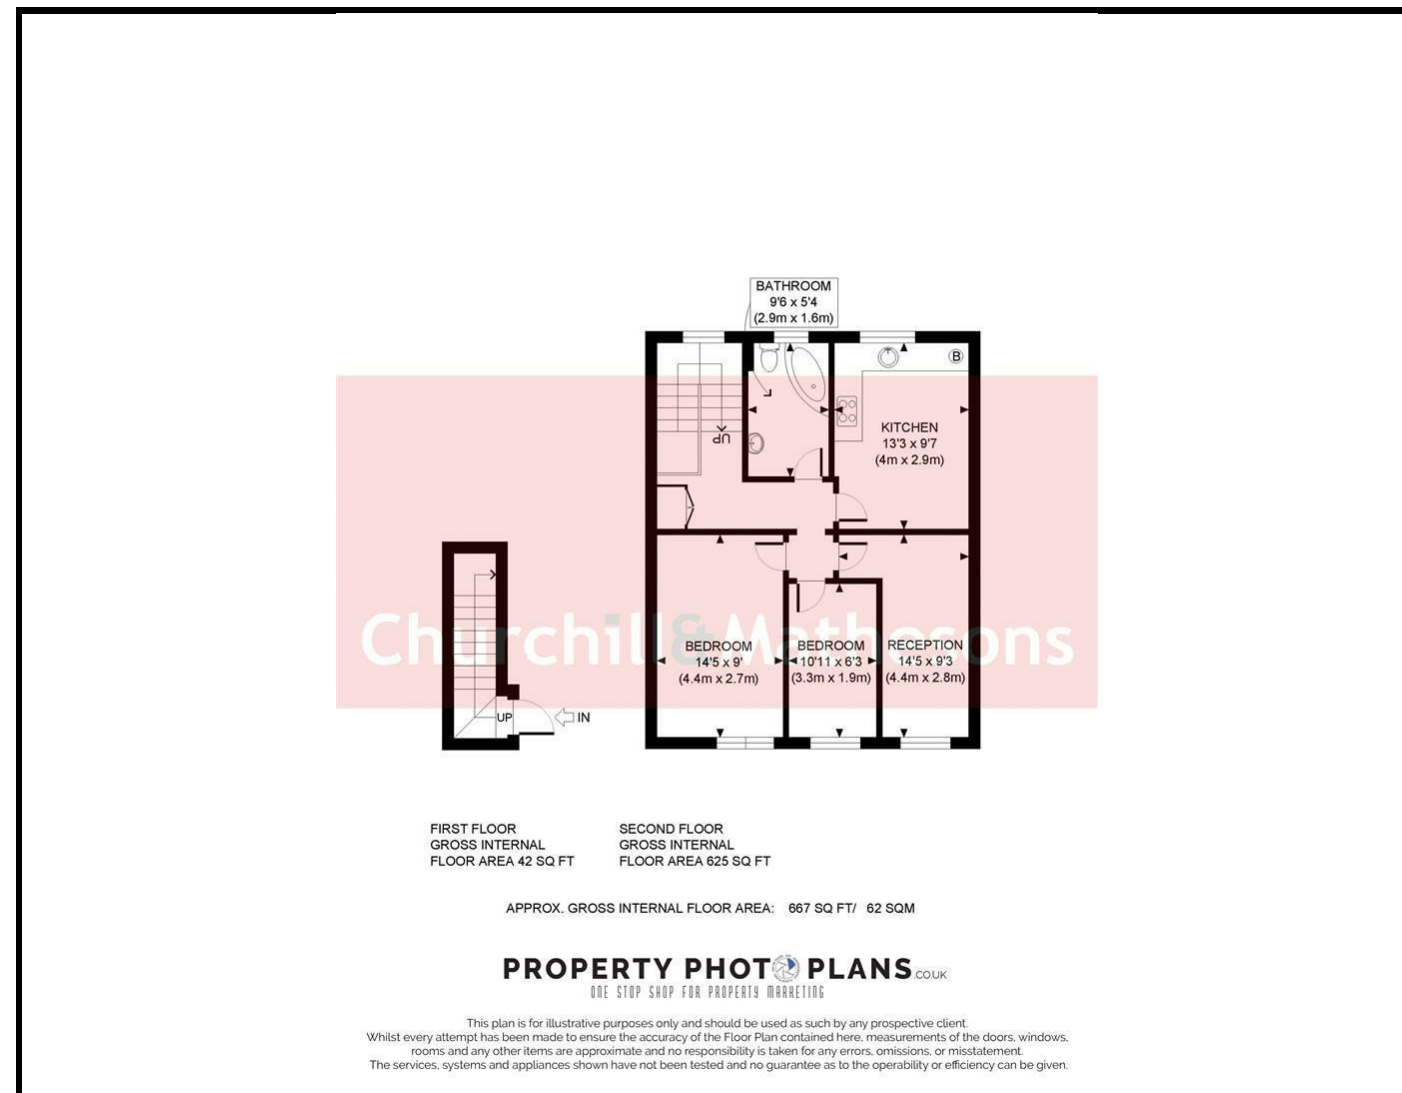 BATHROOM
9'6 x 5'4
(2.9m x 1.6m)
B
KITCHEN
13'3 x 9'7
(4m x 2.9m)
UP
Churchill&Mathesons
BEDROOM
14'5 x 9'
(4.4m x 2.7m)
BEDROOM
10'11 x 6'3
(3.3m x 1.9m)
RECEPTION
14'5 x 9'3
(4.4m x 2.8m)
UP
IN
FIRST FLOOR
GROSS INTERNAL
FLOOR AREA 42 SQ FT
SECOND FLOOR
GROSS INTERNAL
FLOOR AREA 625 SQ FT
APPROX. GROSS INTERNAL FLOOR AREA: 667 SQ FT/ 62 SQM
PROPERTY PHOTO PLANS.CO.UK
ONE STOP SHOP FOR PROPERTY MARKETING
This plan is for illustrative purposes only and should be used as such by any prospective client.
Whilst every attempt has been made to ensure the accuracy of the Floor Plan contained here, measurements of the doors, windows,
rooms and any other items are approximate and no responsibility is taken for any errors, omissions, or misstatement.
The services, systems and appliances shown have not been tested and no guarantee as to the operability or efficiency can be given.